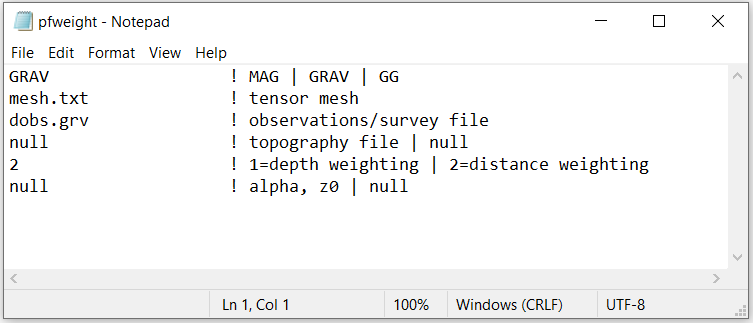 pfweight - Notepad
File Edit Format View Help
GRAV ! MAG | GRAV | GG
mesh.txt ! tensor mesh
dobs.grv ! observations/survey file
null ! topography file | null
2 ! 1=depth weighting | 2=distance weighting
null ! alpha, z0 | null
Ln 1, Col 1 100% Windows (CRLF) UTF-8